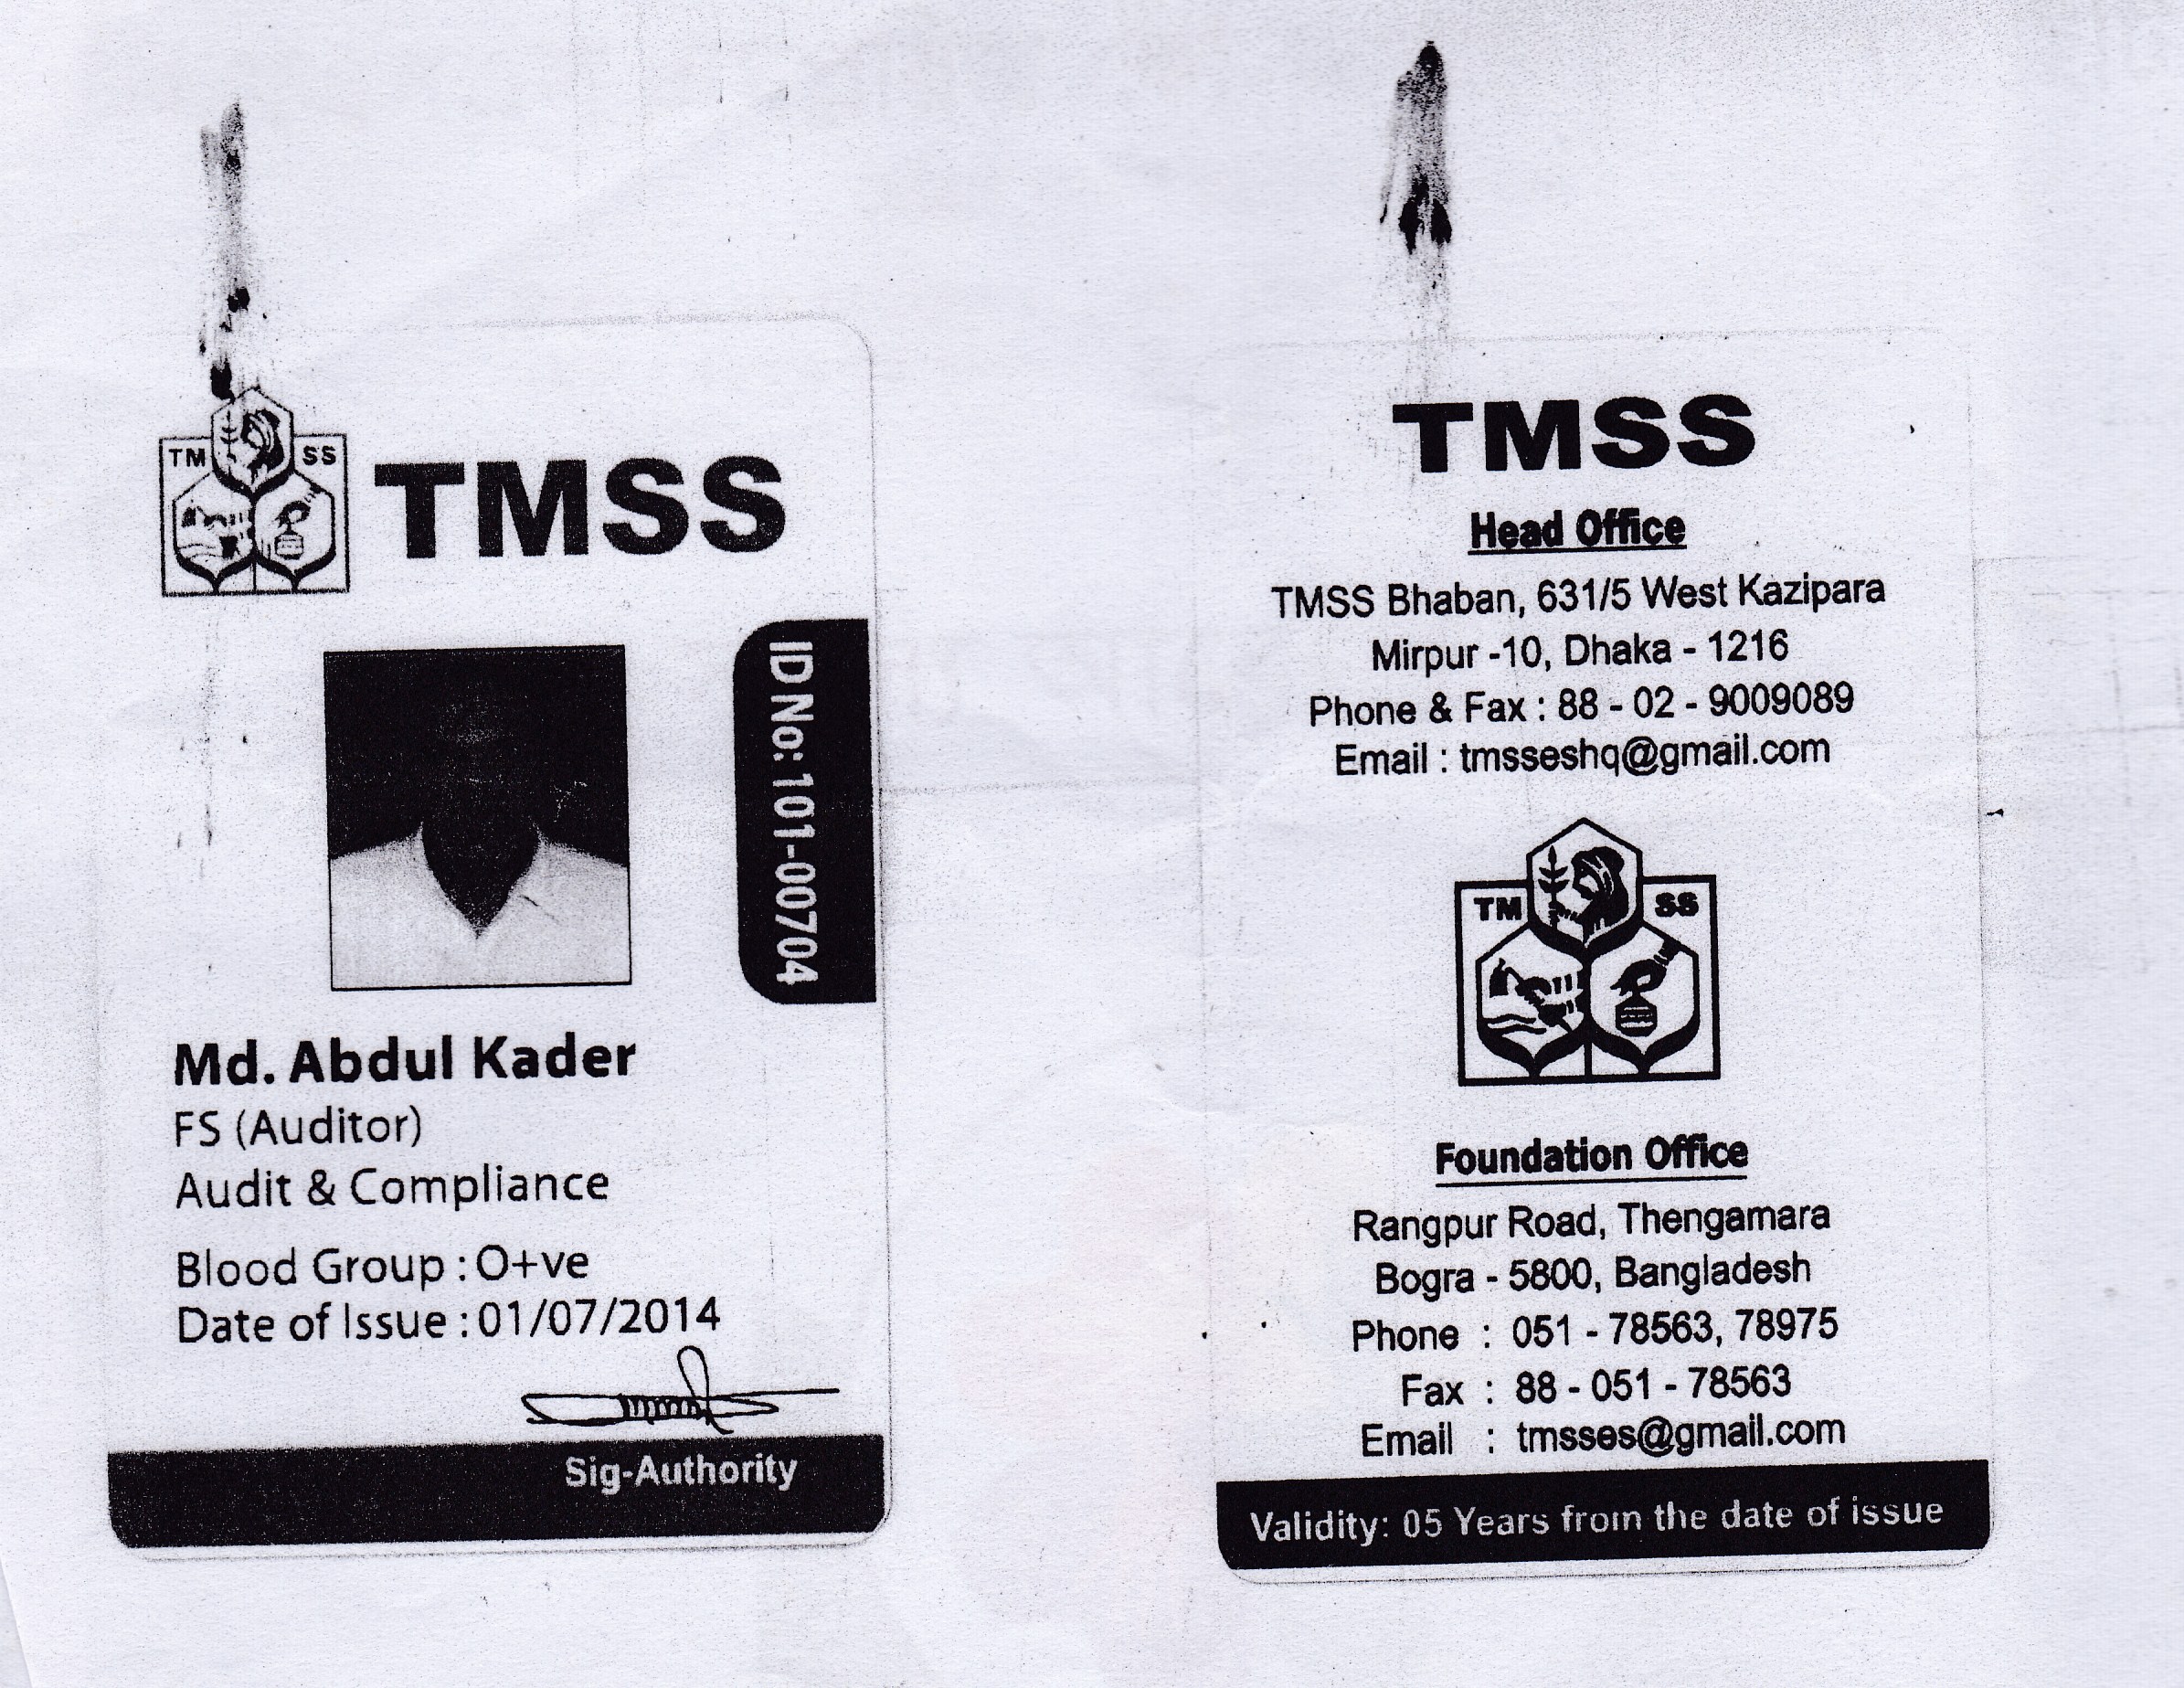 TM SS
TMSS
ID No: 101-00704
Md. Abdul Kader
FS (Auditor)
Audit & Compliance
Blood Group : O+ve
Date of Issue : 01/07/2014
Sig-Authority
TMSS
Head Office
TMSS Bhaban, 631/5 West Kazipara
Mirpur -10, Dhaka - 1216
Phone & Fax : 88 - 02 - 9009089
Email : tmsseshq@gmail.com
TM SS
Foundation Office
Rangpur Road, Thengamara
Bogra - 5800, Bangladesh
Phone : 051 - 78563, 78975
Fax : 88 - 051 - 78563
Email : tmsses@gmail.com
Validity: 05 Years from the date of issue